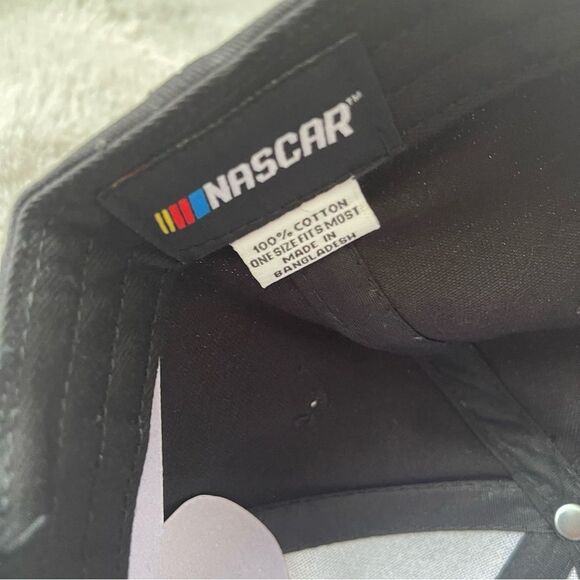 NASCAR™
100% COTTON
ONE SIZE FITS MOST
MADE IN
BANGLADESH